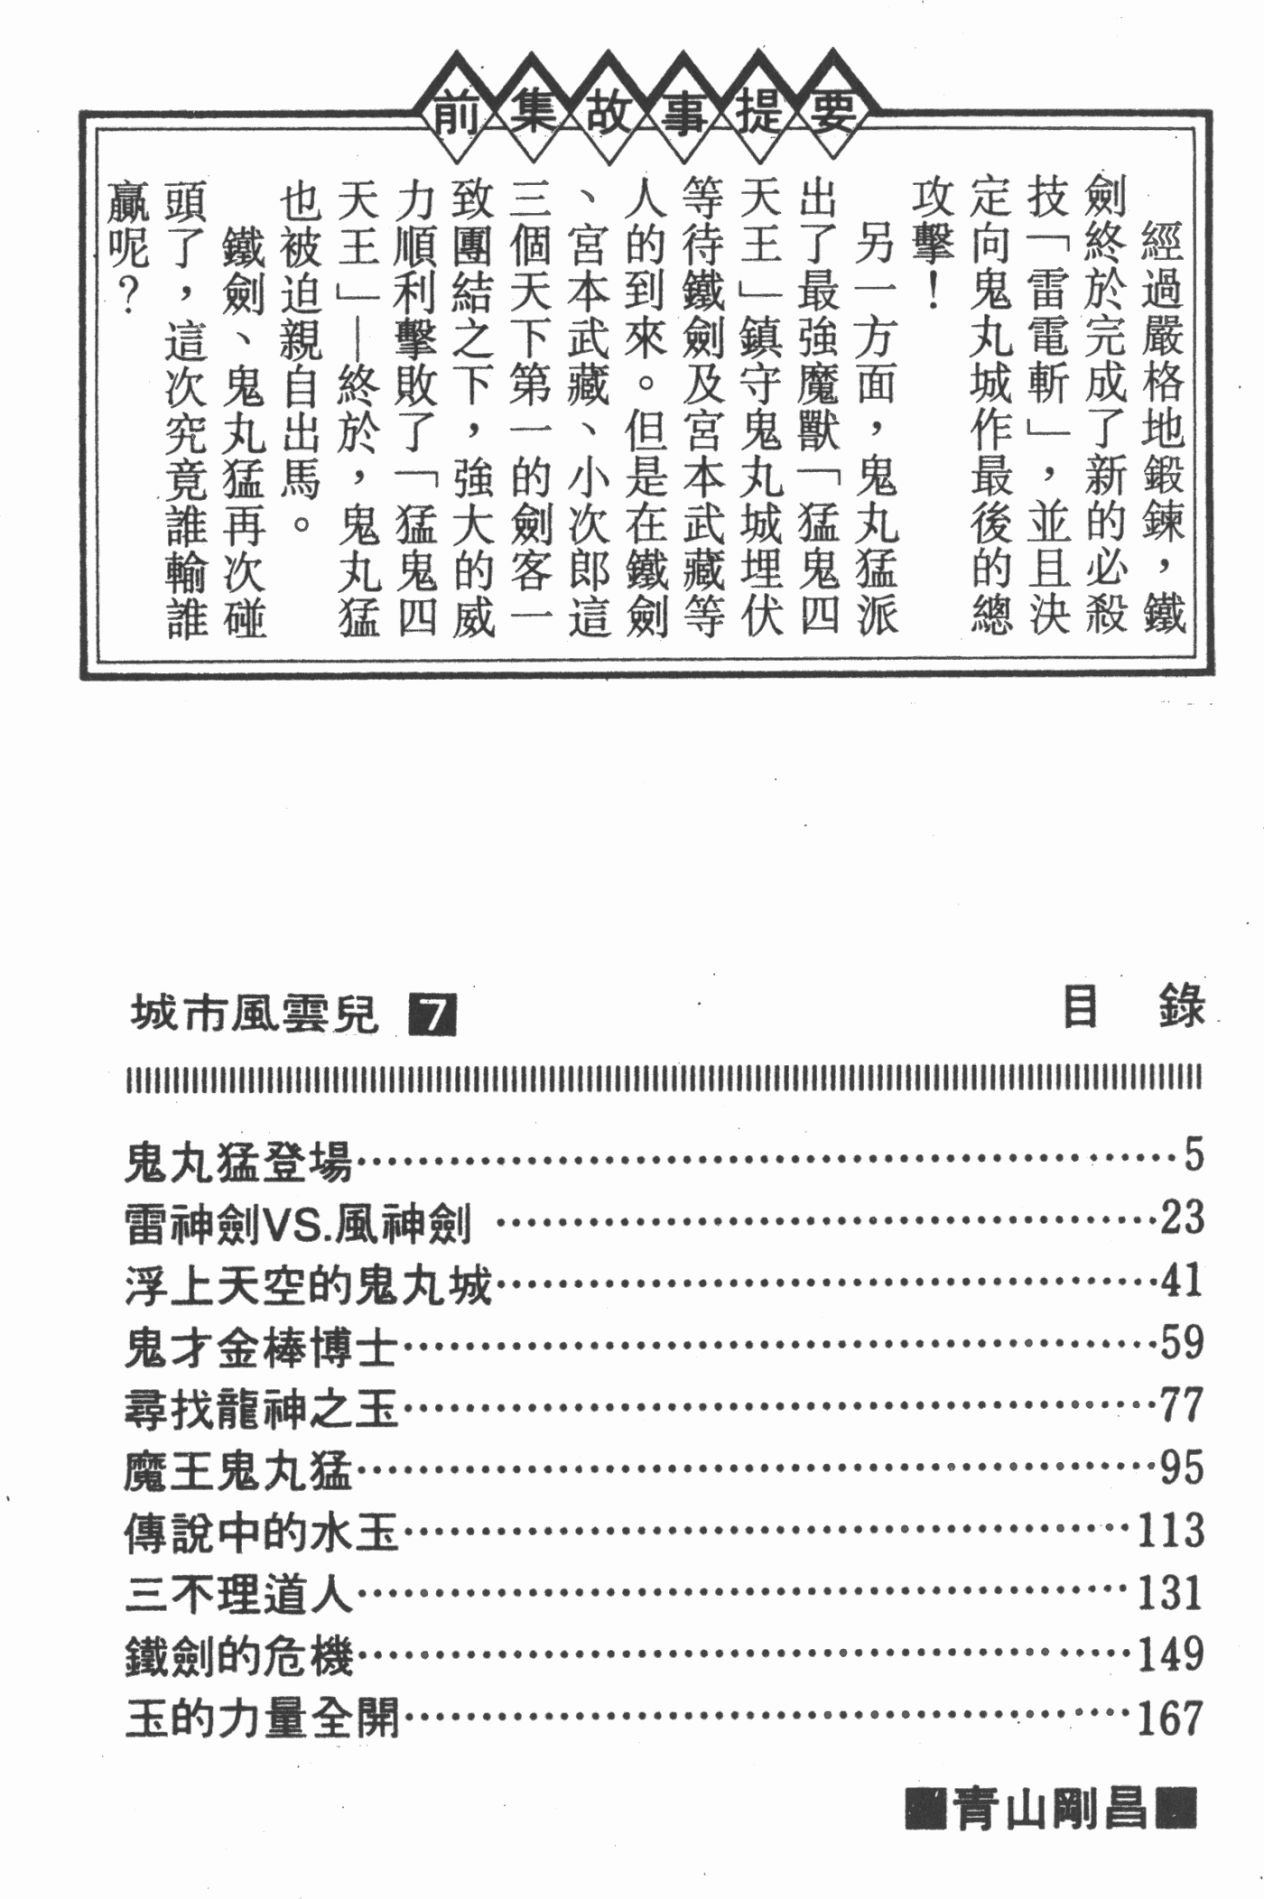 前集故事提要
經過嚴格地鍛鍊，鐵
劍終於完成了新的必殺
技「雷電斬」，並且決
定向鬼丸城作最後的總
攻擊！
另一方面，鬼丸猛派
出了最強魔獸「猛鬼四
天王」鎮守鬼丸城埋伏
等待鐵劍及宮本武藏等
人的到來。但是在鐵劍
、宮本武藏、小次郎這
三個天下第一的劍客一
致團結之下，強大的威
力順利擊敗了「猛鬼四
天王」—終於，鬼丸猛
也被迫親自出馬。
鐵劍、鬼丸猛再次碰
頭了，這次究竟誰輸誰
贏呢？
城市風雲兒 7
目 錄
鬼丸猛登場……5
雷神劍VS.風神劍……23
浮上天空的鬼丸城……41
鬼才金棒博士……59
尋找龍神之玉……77
魔王鬼丸猛……95
傳說中的水玉……113
三不理道人……131
鐵劍的危機……149
玉的力量全開……167
■青山剛昌■